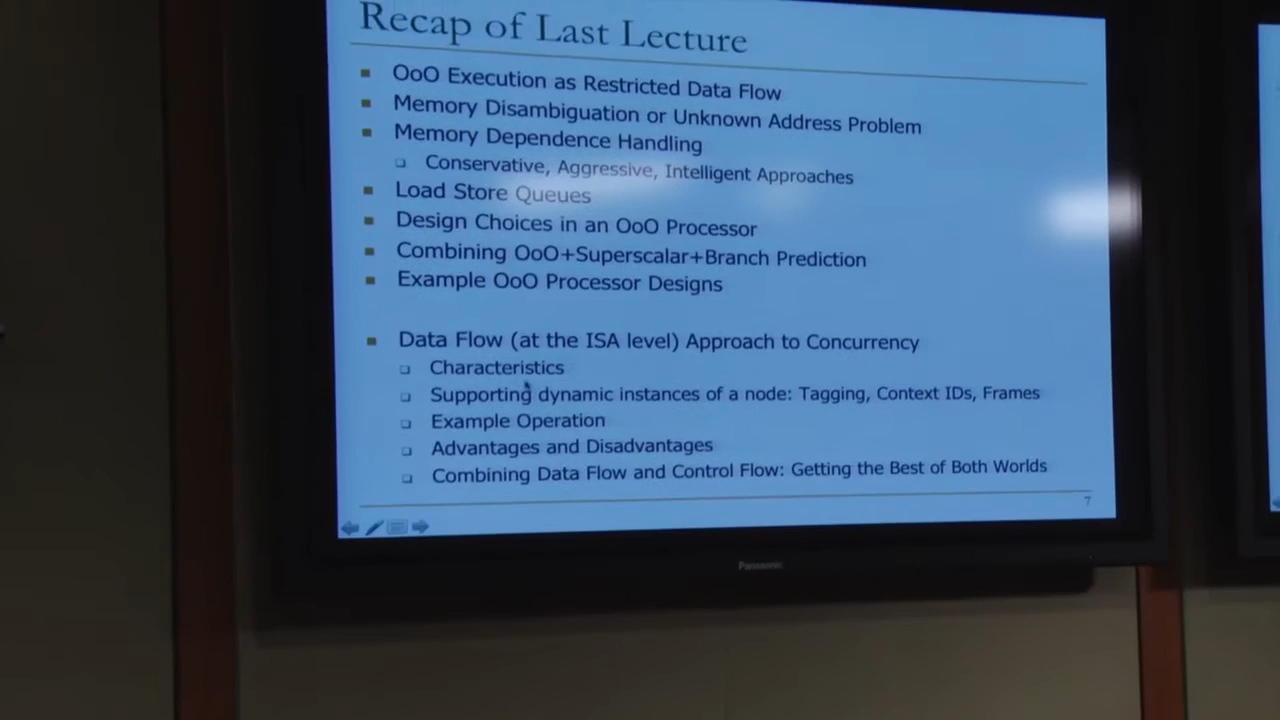 Recap of Last Lecture
OoO Execution as Restricted Data Flow
Memory Disambiguation or Unknown Address Problem
Memory Dependence Handling
Conservative, Aggressive, Intelligent Approaches
Load Store Queues
Design Choices in an OoO Processor
Combining OoO+Superscalar+Branch Prediction
Example OoO Processor Designs
Data Flow (at the ISA level) Approach to Concurrency
Characteristics
Supporting dynamic instances of a node: Tagging, Context IDs, Frames
Example Operation
Advantages and Disadvantages
Combining Data Flow and Control Flow: Getting the Best of Both Worlds
7
Panasonic